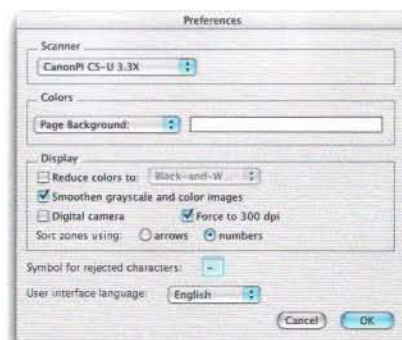 Preferences
Scanner
CanonPI CS-U 3.3X
Colors
Page Background:
Display
Reduce colors to: Black-and-W...
Smoothen grayscale and color images
Digital camera Force to 300 dpi
Sort zones using: arrows numbers
Symbol for rejected characters: ~
User interface language: English
Cancel OK